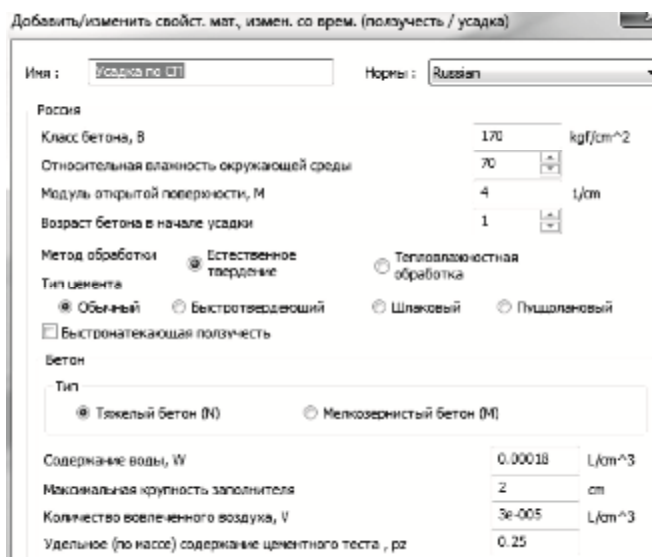 Добавить/изменить свойст. мат., измен. со врем. (ползучесть / усадка)
Имя : Усадка по СП Нормы : Russian
Россия
Класс бетона, В 170 kgf/cm^2
Относительная влажность окружающей среды 70
Модуль открытой поверхности, М 4 1/cm
Возраст бетона в начале усадки 1
Метод обработки Естественное твердение Тепловлажностная обработка
Тип цемента
Обычный Быстротвердеющий Шлаковый Пуццолановый
Быстронатекающая ползучесть
Бетон
Тип
Тяжелый бетон (N) Мелкозернистый бетон (M)
Содержание воды, W 0.00018 L/cm^3
Максимальная крупность заполнителя 2 cm
Количество вовлеченного воздуха, V 3e-005 L/cm^3
Удельное (по массе) содержание цементного теста , pz 0.25